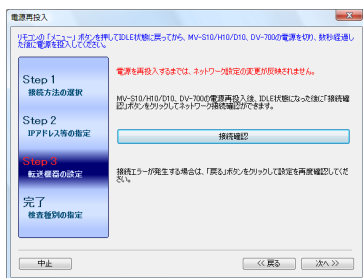 電源再投入
リモコンの「メニュー」ボタンを押してIDLE状態に戻ってから、MV-S10/H10/D10、DV-700の電源を切り、数秒経過し
た後に電源を投入してください。
Step 1
接続方法の選択
Step 2
IPアドレス等の指定
Step 3
転送機器の設定
完了
検査種別の指定
電源を再投入するまでは、ネットワーク設定の変更が反映されません。
MV-S10/H10/D10、DV-700の電源再投入後、IDLE状態になった後に「接続確
認」ボタンをクリックしてネットワーク接続確認ができます。
接続確認
接続エラーが発生する場合は、「戻る」ボタンをクリックして設定を再度確認してくだ
さい。
中止
<< 戻る
次へ >>